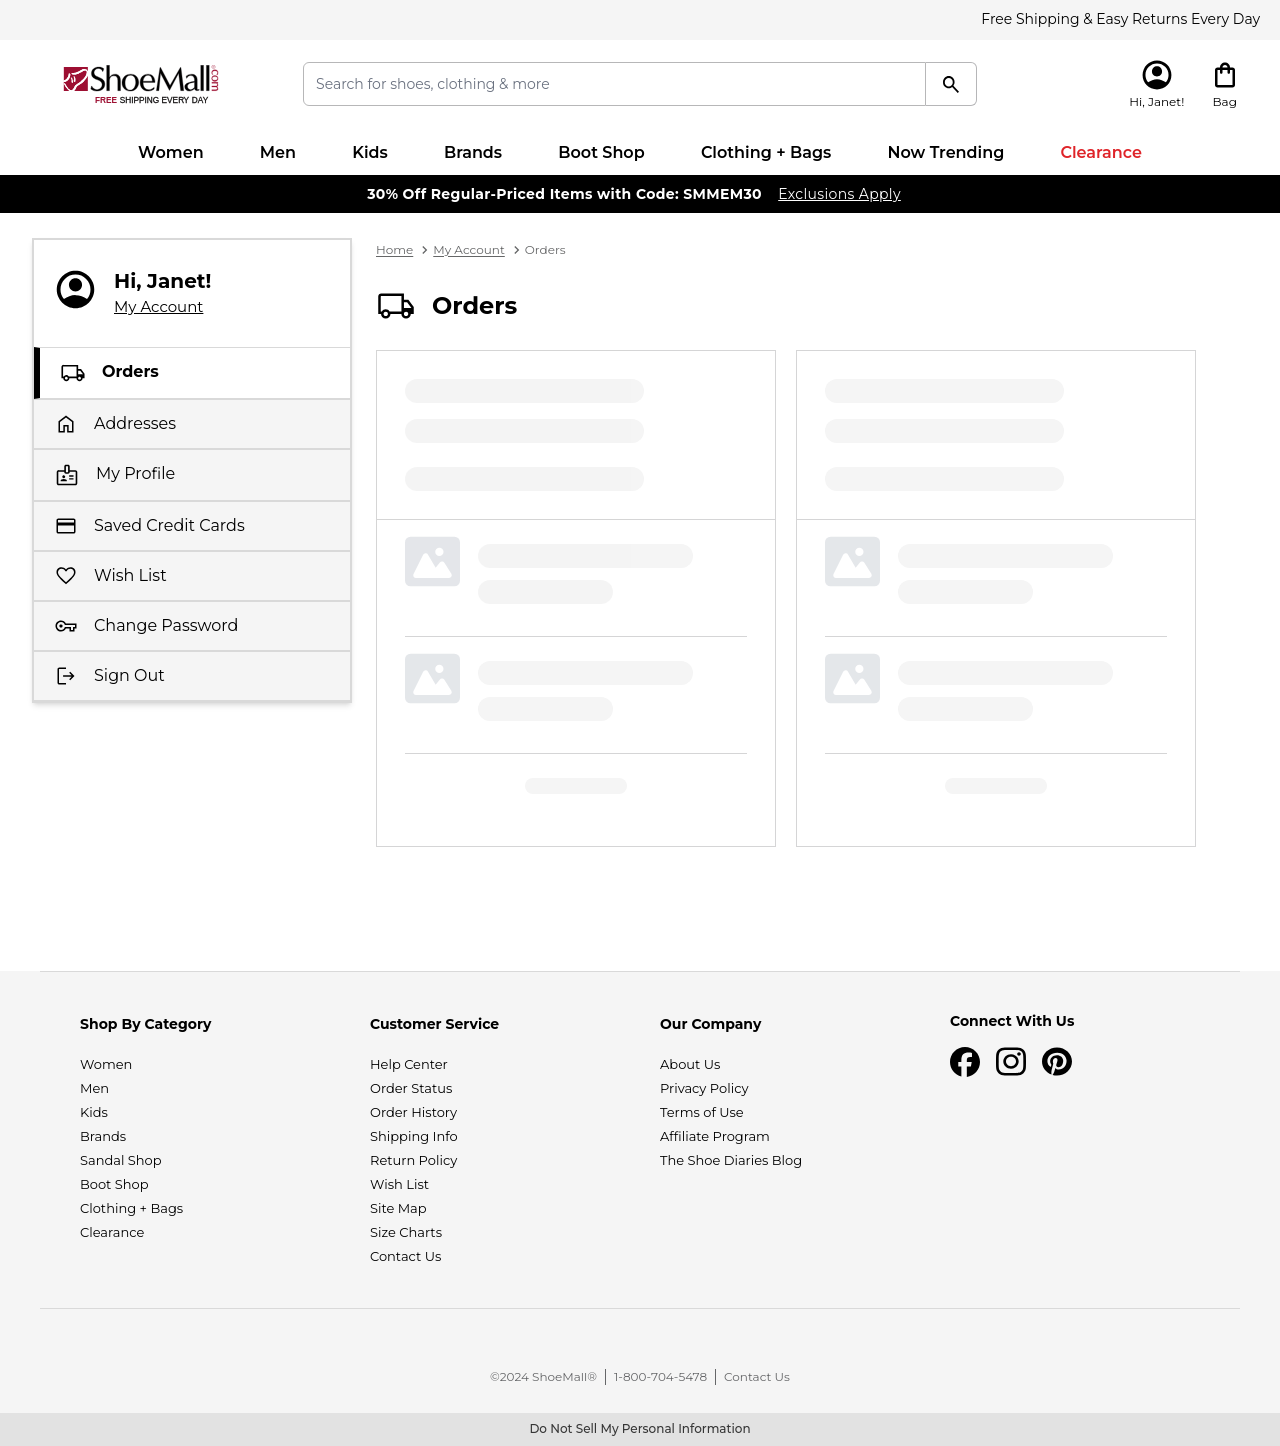 Free Shipping & Easy Returns Every Day
ShoeMall.com
FREE SHIPPING EVERY DAY
Search for shoes, clothing & more
Hi, Janet!
Bag
Women Men Kids Brands Boot Shop Clothing + Bags Now Trending Clearance
30% Off Regular-Priced Items with Code: SMMEM30 Exclusions Apply
Hi, Janet!
My Account
Orders
Addresses
My Profile
Saved Credit Cards
Wish List
Change Password
Sign Out
Home > My Account > Orders
Orders
Shop By Category
Women
Men
Kids
Brands
Sandal Shop
Boot Shop
Clothing + Bags
Clearance
Customer Service
Help Center
Order Status
Order History
Shipping Info
Return Policy
Wish List
Site Map
Size Charts
Contact Us
Our Company
About Us
Privacy Policy
Terms of Use
Affiliate Program
The Shoe Diaries Blog
Connect With Us
©2024 ShoeMall® | 1-800-704-5478 | Contact Us
Do Not Sell My Personal Information